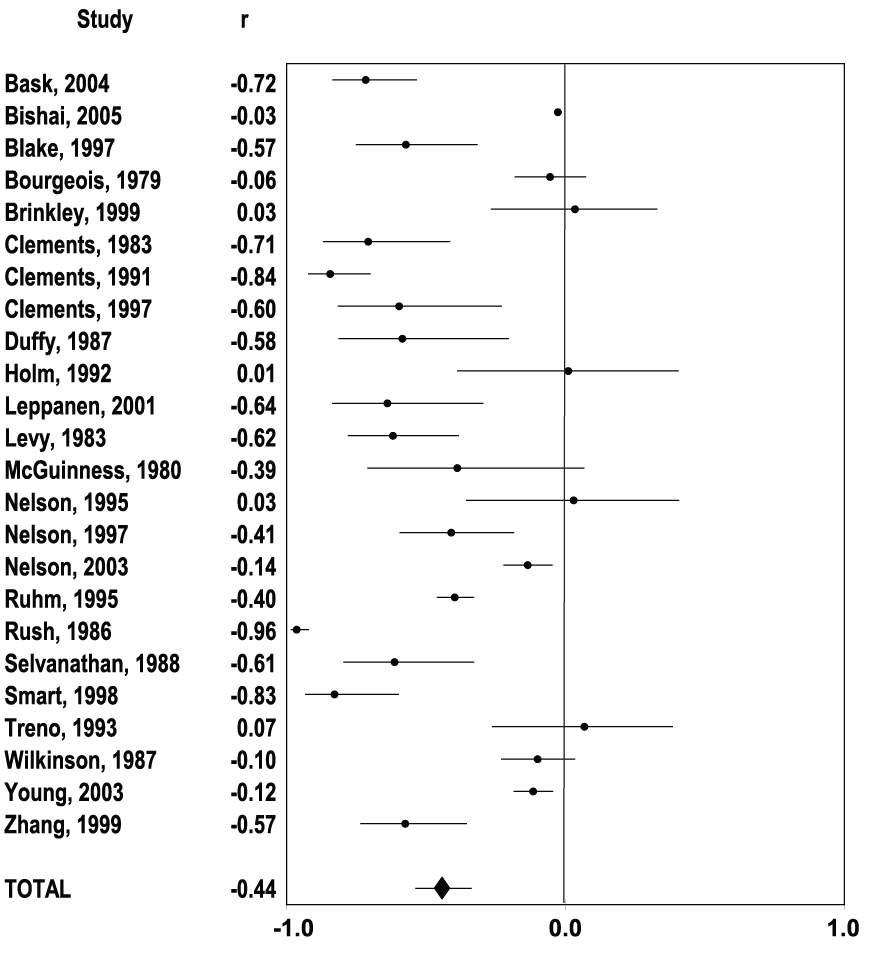 Study r
Bask, 2004 -0.72
Bishai, 2005 -0.03
Blake, 1997 -0.57
Bourgeois, 1979 -0.06
Brinkley, 1999 0.03
Clements, 1983 -0.71
Clements, 1991 -0.84
Clements, 1997 -0.60
Duffy, 1987 -0.58
Holm, 1992 0.01
Leppanen, 2001 -0.64
Levy, 1983 -0.62
McGuinness, 1980 -0.39
Nelson, 1995 0.03
Nelson, 1997 -0.41
Nelson, 2003 -0.14
Ruhm, 1995 -0.40
Rush, 1986 -0.96
Selvanathan, 1988 -0.61
Smart, 1998 -0.83
Treno, 1993 0.07
Wilkinson, 1987 -0.10
Young, 2003 -0.12
Zhang, 1999 -0.57
TOTAL -0.44
-1.0 0.0 1.0